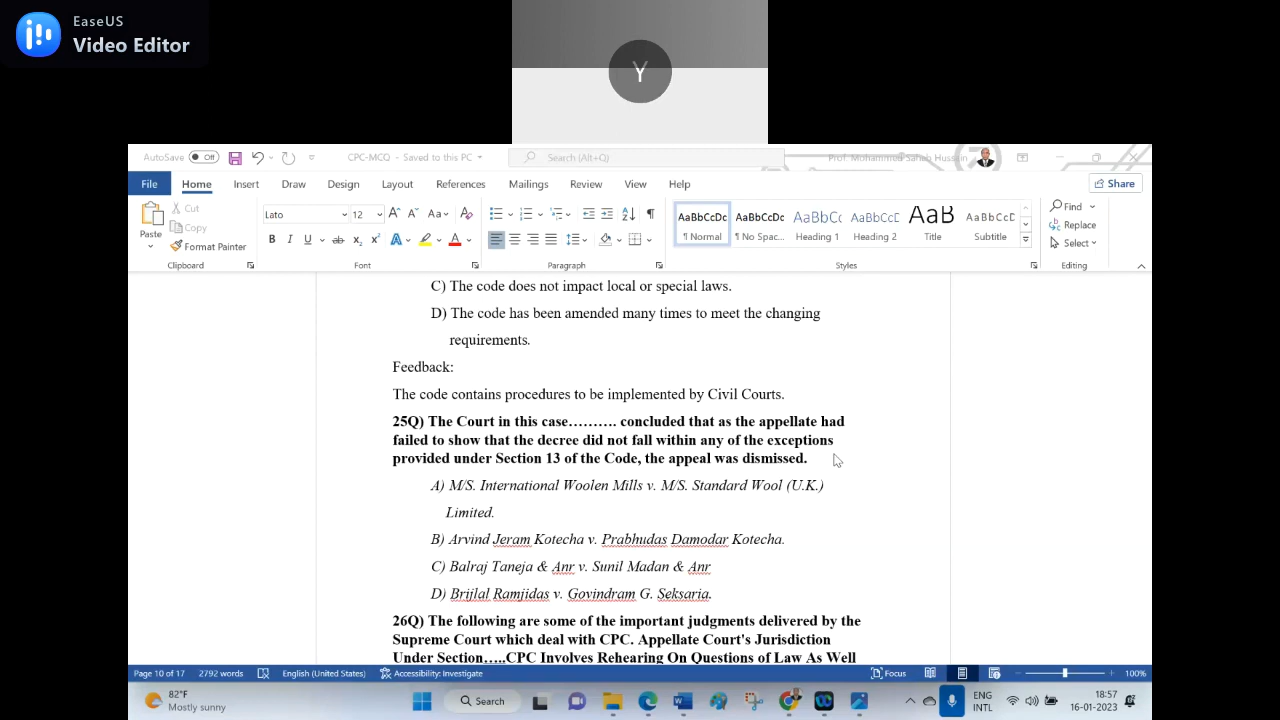 EaseUS
Video Editor
Y
AutoSave Off CPC-MCQ - Saved to this PC Search (Alt+Q) Prof. Mohammed Saheb Hussain
File Home Insert Draw Design Layout References Mailings Review View Help Share
Paste Cut Copy Format Painter
Lato 12
Clipboard Font Paragraph Styles Editing
AaBbCcDc AaBbCcDc AaBbCc AaBbCcE AaB AaBbCcD
¶ Normal ¶ No Spac... Heading 1 Heading 2 Title Subtitle
Find
Replace
Select
C) The code does not impact local or special laws.
D) The code has been amended many times to meet the changing
requirements.
Feedback:
The code contains procedures to be implemented by Civil Courts.
25Q) The Court in this case………. concluded that as the appellate had
failed to show that the decree did not fall within any of the exceptions
provided under Section 13 of the Code, the appeal was dismissed.
A) M/S. International Woolen Mills v. M/S. Standard Wool (U.K.)
Limited.
B) Arvind Jeram Kotecha v. Prabhudas Damodar Kotecha.
C) Balraj Taneja & Anr v. Sunil Madan & Anr
D) Brijlal Ramjidas v. Govindram G. Seksaria.
26Q) The following are some of the important judgments delivered by the
Supreme Court which deal with CPC. Appellate Court's Jurisdiction
Under Section…..CPC Involves Rehearing On Questions of Law As Well
Page 10 of 17 2792 words English (United States) Accessibility: Investigate Focus 100%
82°F
Mostly sunny
Search
ENG
INTL
18:57
16-01-2023